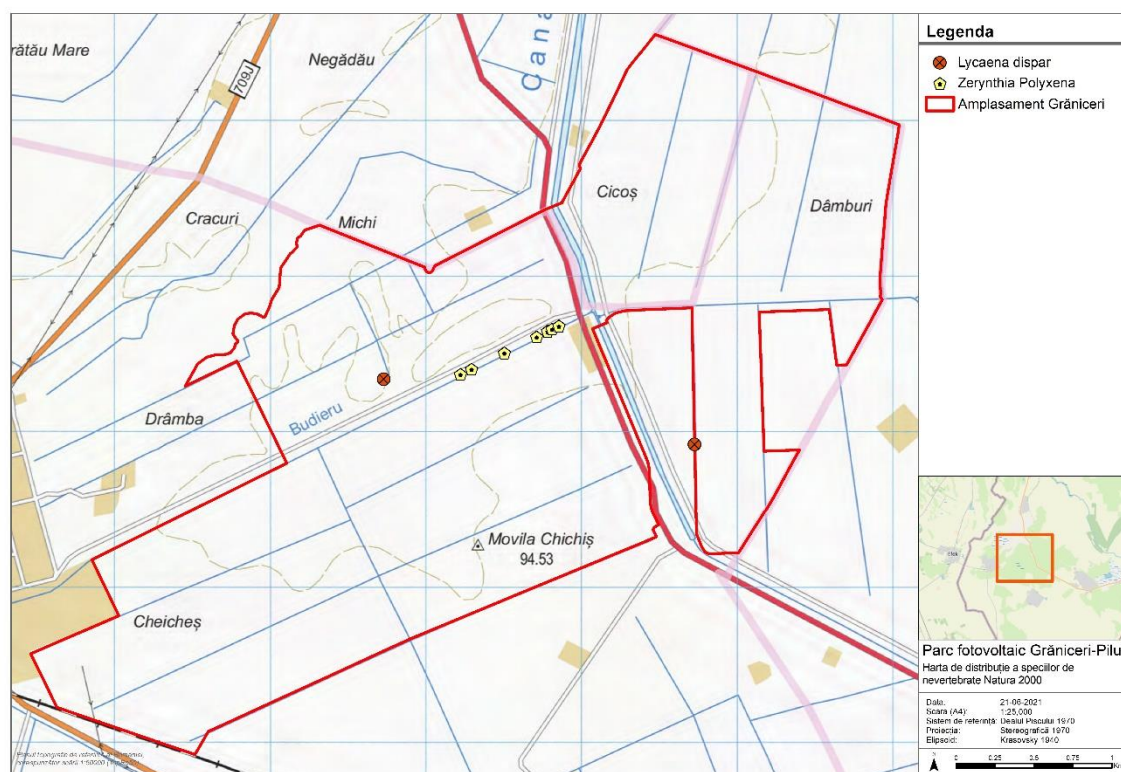 rătău Mare
Negădău
709J
Cana
Cracuri
Michi
Cicoș
Dâmburi
Drâmba
Budieru
Movila Chichiș
94.53
Cheicheș
Legenda
Lycaena dispar
Zerynthia Polyxena
Amplasament Grăniceri
Parc fotovoltaic Grăniceri-Pilu
Harta de distribuție a speciilor de
nevertebrate Natura 2000
Data: 21-06-2021
Scara (A4): 1:25,000
Sistem de referință: Dealul Piscului 1970
Proiecția: Stereografică 1970
Elipsoid: Krasovsky 1940
N
0 0.25 0.5 0.75 1